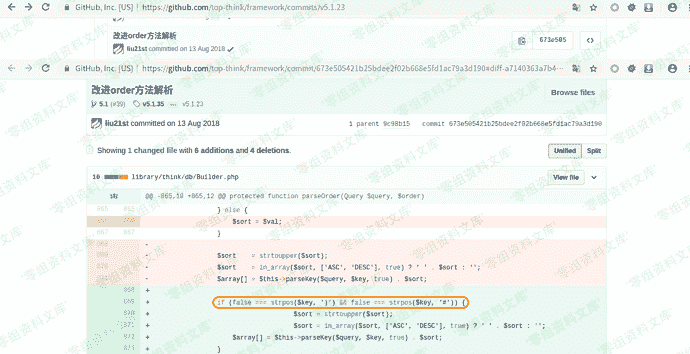 GitHub, Inc. [US] https://github.com/top-think/framework/commits/v5.1.23
改进order方法解析
liu21st committed on 13 Aug 2018
673e505
GitHub, Inc. [US] https://github.com/top-think/framework/commit/673e505421b25bdee2f02b668e5fd1ac79a3d190#diff-a7140363a7b4…
改进order方法解析
Browse files
5.1 (#19) v5.1.35 … v5.1.23
liu21st committed on 13 Aug 2018
1 parent 9c99b15 commit 673e505421b25bdee2f02b668e5fd1ac79a3d190
Showing 1 changed file with 6 additions and 4 deletions.
Unified Split
10 library/think/db/Builder.php
View file
@@ -865,10 +865,12 @@ protected function parseOrder(Query $query, $order)
865 865 } else {
$sort = $val;
867 867 }
868 -
- $sort = strtoupper($sort);
- $sort = in_array($sort, ['ASC', 'DESC'], true) ? ' ' . $sort : '';
- $array[] = $this->parseKey($query, $key, true) . $sort;
868 +
869 + if (false === strpos($key, ')') && false === strpos($key, '#')) {
870 + $sort = strtoupper($sort);
871 + $sort = in_array($sort, ['ASC', 'DESC'], true) ? ' ' . $sort : '';
872 + $array[] = $this->parseKey($query, $key, true) . $sort;
873 + }
零组资料文库